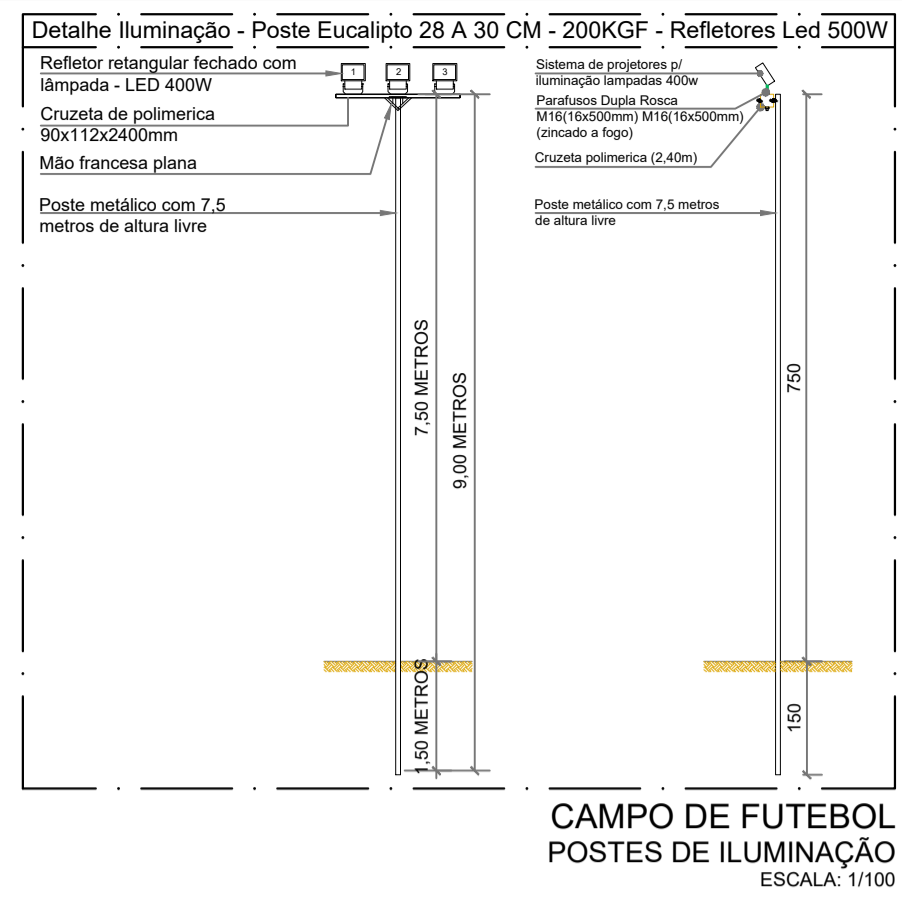 Detalhe Iluminação - Poste Eucalipto 28 A 30 CM - 200KGF - Refletores Led 500W
Refletor retangular fechado com
lâmpada - LED 400W
Cruzeta de polimerica
90x112x2400mm
Mão francesa plana
Poste metálico com 7,5
metros de altura livre
1
2
3
7,50 METROS
9,00 METROS
1,50 METROS
Sistema de projetores p/
iluminação lampadas 400w
Parafusos Dupla Rosca
M16(16x500mm) M16(16x500mm)
(zincado a fogo)
Cruzeta polimerica (2,40m)
Poste metálico com 7,5 metros
de altura livre
750
150
CAMPO DE FUTEBOL
POSTES DE ILUMINAÇÃO
ESCALA: 1/100